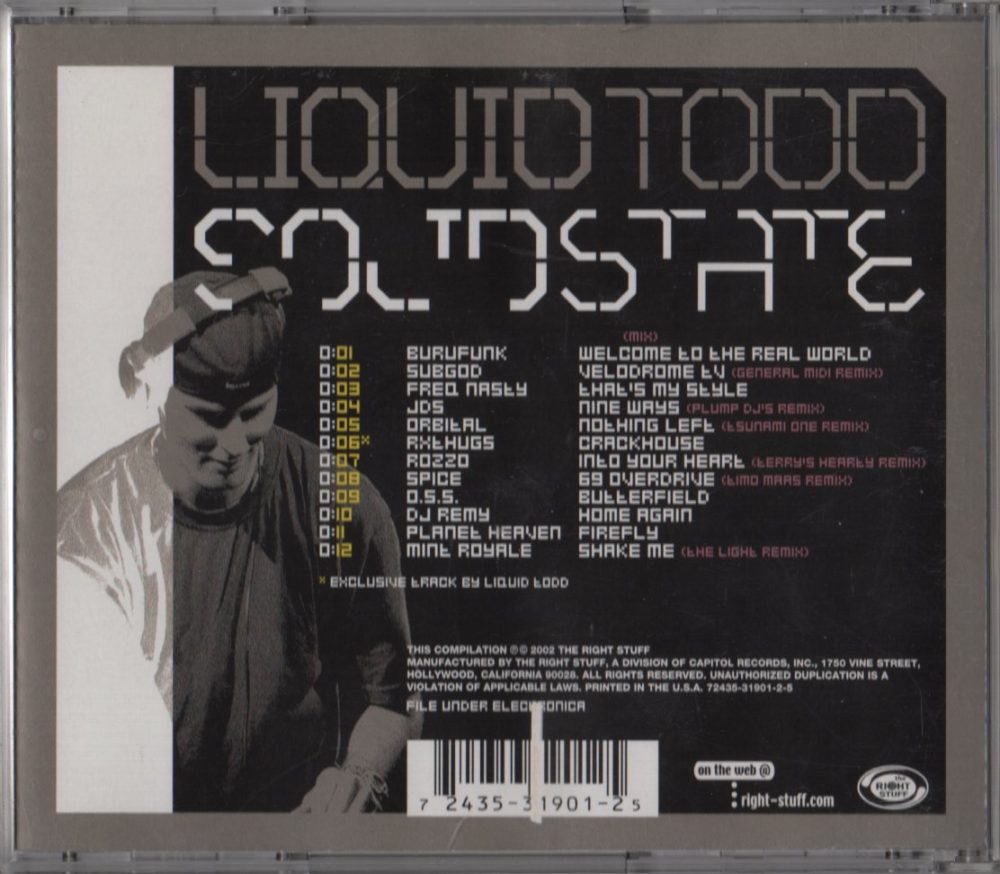 LIQUID TODD
SOLID STATE
(MIX)
0:01 BURUFUNK WELCOME TO THE REAL WORLD
0:02 SUBGOD VELODROME TV (GENERAL MIDI REMIX)
0:03 FREQ NASTY THAT'S MY STYLE
0:04 JDS NINE WAYS (PLUMP DJ'S REMIX)
0:05 ORBITAL NOTHING LEFT (TSUNAMI ONE REMIX)
0:06* RXTHUGS CRACKHOUSE
0:07 ROZZO INTO YOUR HEART (TERRY'S HEARTY REMIX)
0:08 SPICE 69 OVERDRIVE (TIMO MAAS REMIX)
0:09 O.S.S. BUTTERFIELD
0:10 DJ REMY HOME AGAIN
0:11 PLANET HEAVEN FIREFLY
0:12 MINT ROYALE SHAKE ME (THE LIGHT REMIX)
* EXCLUSIVE TRACK BY LIQUID TODD
THIS COMPILATION ℗© 2002 THE RIGHT STUFF
MANUFACTURED BY THE RIGHT STUFF, A DIVISION OF CAPITOL RECORDS, INC., 1750 VINE STREET,
HOLLYWOOD, CALIFORNIA 90028. ALL RIGHTS RESERVED. UNAUTHORIZED DUPLICATION IS A
VIOLATION OF APPLICABLE LAWS. PRINTED IN THE U.S.A. 72435-31901-2-5
FILE UNDER ELECTRONICA
7 2435-31901-2 5
on the web @
right-stuff.com
the
RIGHT
STUFF